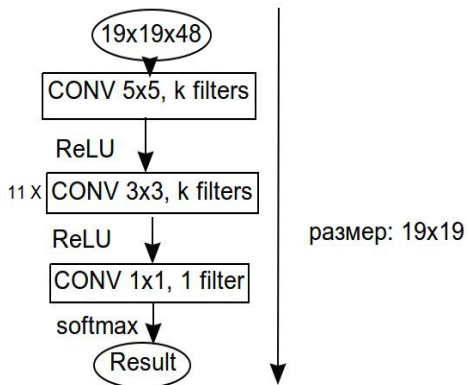 19x19x48
CONV 5x5, k filters
ReLU
11 X CONV 3x3, k filters
ReLU
размер: 19x19
CONV 1x1, 1 filter
softmax
Result